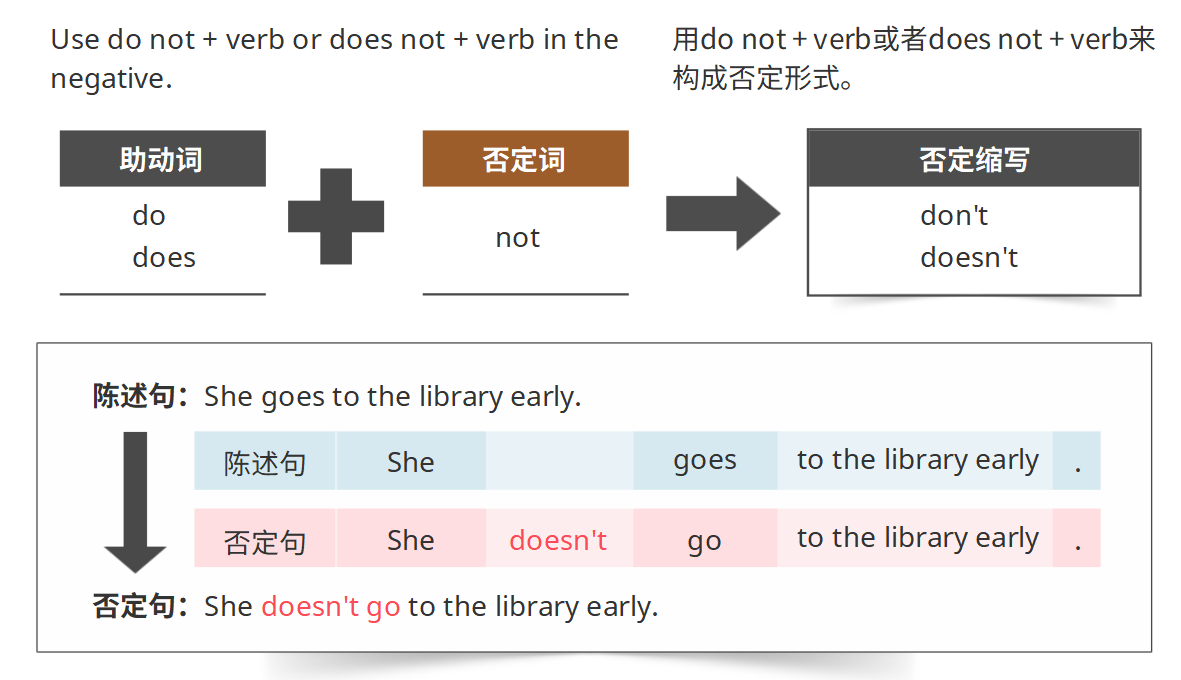 Use do not + verb or does not + verb in the
negative.
用do not + verb或者does not + verb来
构成否定形式。
助动词
do
does
否定词
not
否定缩写
don't
doesn't
陈述句：She goes to the library early.
陈述句 She goes to the library early .
否定句 She doesn't go to the library early .
否定句：She doesn't go to the library early.